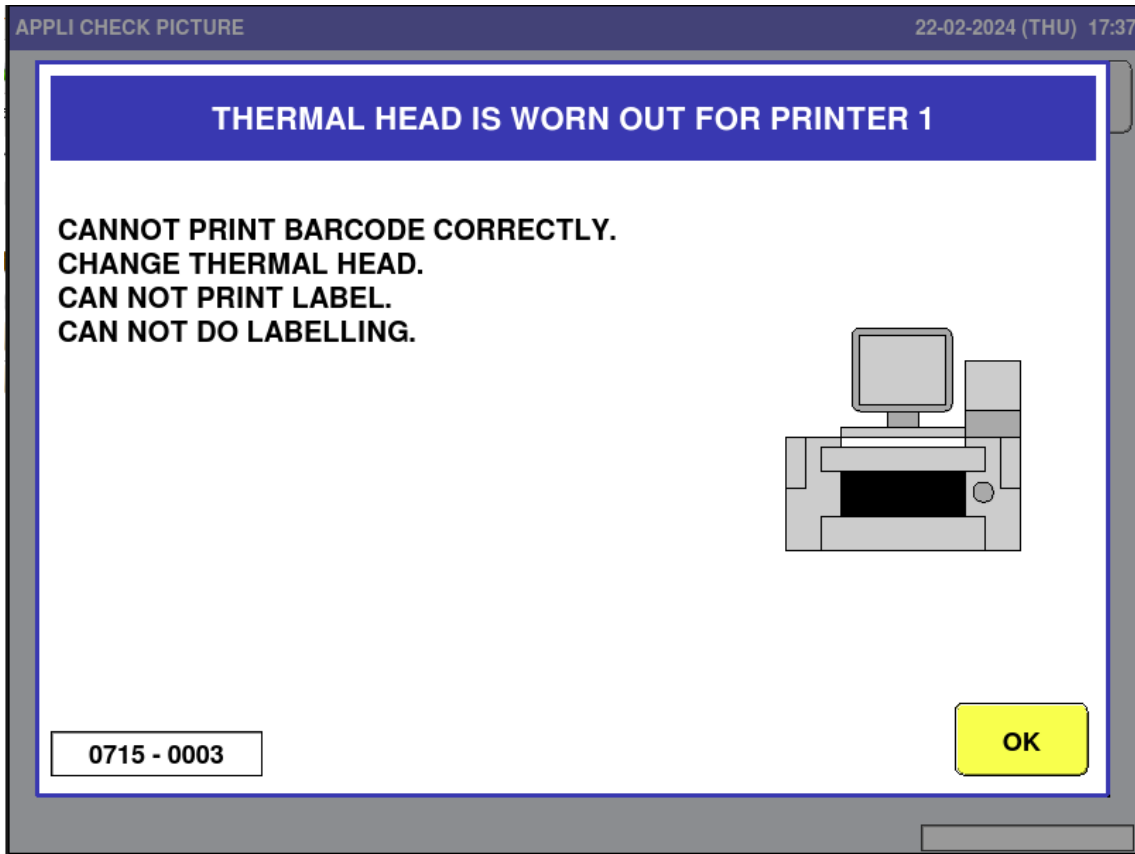 APPLI CHECK PICTURE
22-02-2024 (THU) 17:37
THERMAL HEAD IS WORN OUT FOR PRINTER 1
CANNOT PRINT BARCODE CORRECTLY.
CHANGE THERMAL HEAD.
CAN NOT PRINT LABEL.
CAN NOT DO LABELLING.
0715 - 0003
OK